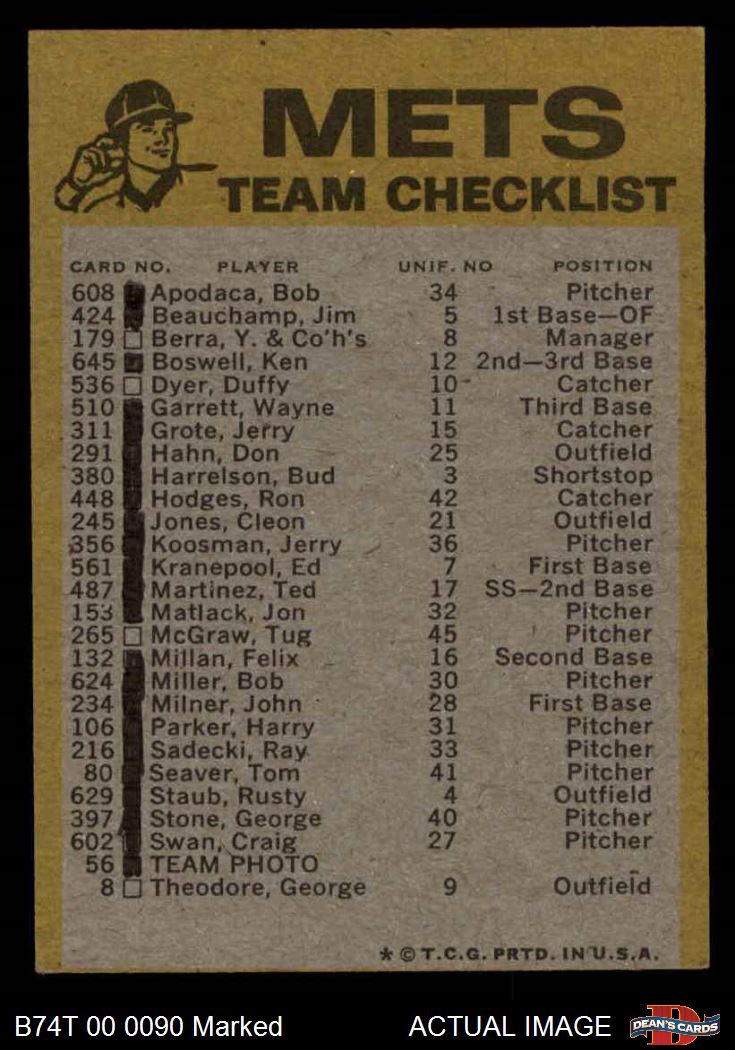 METS
TEAM CHECKLIST
CARD NO. PLAYER UNIF. NO POSITION
608 Apodaca, Bob 34 Pitcher
424 Beauchamp, Jim 5 1st Base—OF
179 Berra, Y. & Co'h's 8 Manager
645 Boswell, Ken 12 2nd—3rd Base
536 Dyer, Duffy 10 Catcher
510 Garrett, Wayne 11 Third Base
311 Grote, Jerry 15 Catcher
291 Hahn, Don 25 Outfield
380 Harrelson, Bud 3 Shortstop
448 Hodges, Ron 42 Catcher
245 Jones, Cleon 21 Outfield
356 Koosman, Jerry 36 Pitcher
561 Kranepool, Ed 7 First Base
487 Martinez, Ted 17 SS—2nd Base
153 Matlack, Jon 32 Pitcher
265 McGraw, Tug 45 Pitcher
132 Millan, Felix 16 Second Base
624 Miller, Bob 30 Pitcher
234 Milner, John 28 First Base
106 Parker, Harry 31 Pitcher
216 Sadecki, Ray 33 Pitcher
80 Seaver, Tom 41 Pitcher
629 Staub, Rusty 4 Outfield
397 Stone, George 40 Pitcher
602 Swan, Craig 27 Pitcher
56 TEAM PHOTO
8 Theodore, George 9 Outfield
* © T.C.G. PRTD. IN U.S.A.
B74T 00 0090 Marked ACTUAL IMAGE DEAN'S CARDS